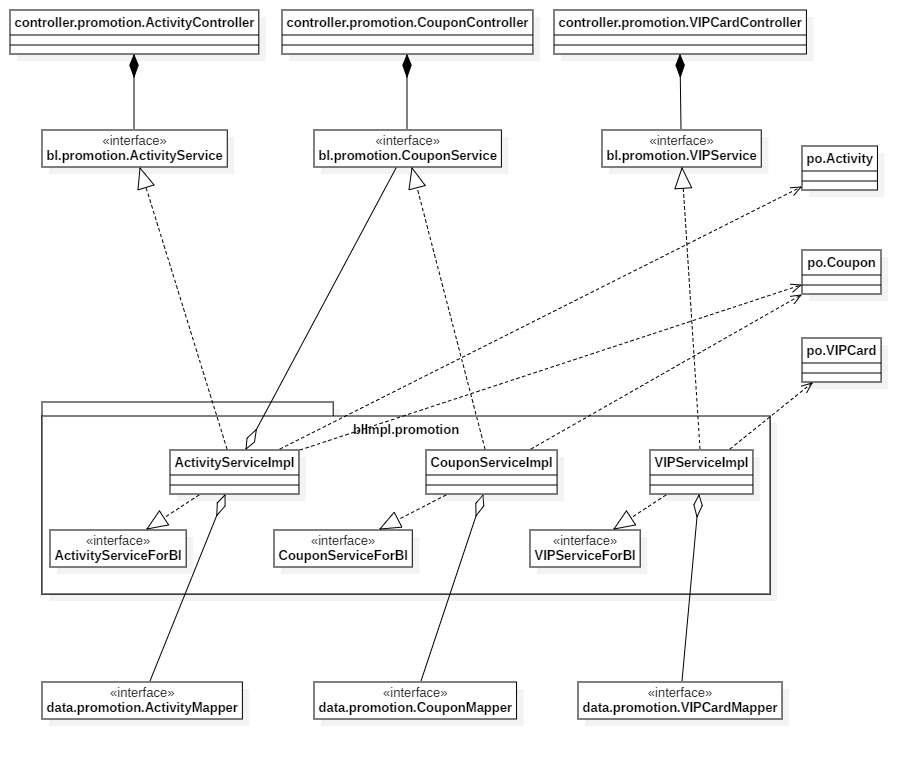 controller.promotion.ActivityController
controller.promotion.CouponController
controller.promotion.VIPCardController
«interface»
bl.promotion.ActivityService
«interface»
bl.promotion.CouponService
«interface»
bl.promotion.VIPService
po.Activity
po.Coupon
po.VIPCard
blImpl.promotion
ActivityServiceImpl
CouponServiceImpl
VIPServiceImpl
«interface»
ActivityServiceForBl
«interface»
CouponServiceForBl
«interface»
VIPServiceForBl
«interface»
data.promotion.ActivityMapper
«interface»
data.promotion.CouponMapper
«interface»
data.promotion.VIPCardMapper